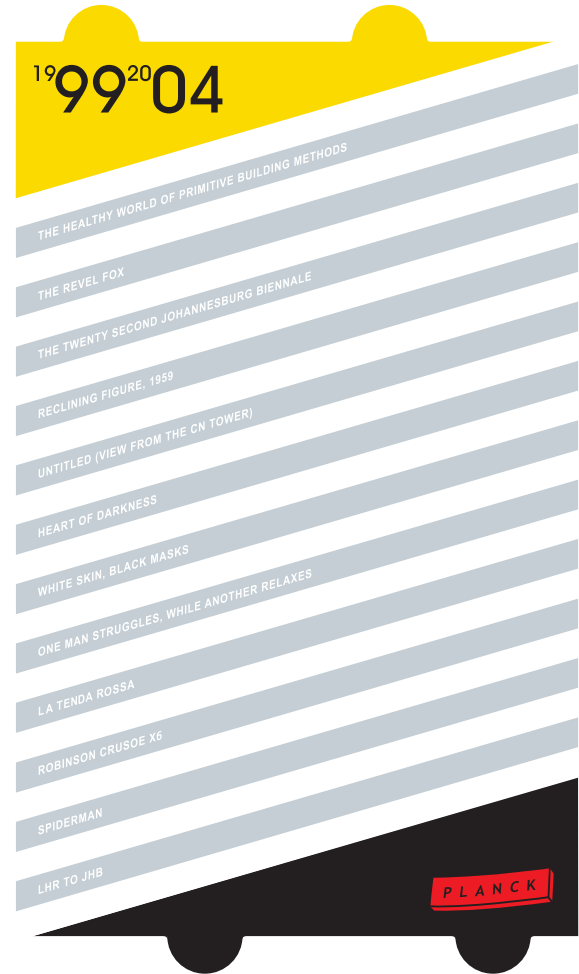 1999 2004
THE HEALTHY WORLD OF PRIMITIVE BUILDING METHODS
THE REVEL FOX
THE TWENTY SECOND JOHANNESBURG BIENNALE
RECLINING FIGURE, 1959
UNTITLED (VIEW FROM THE CN TOWER)
HEART OF DARKNESS
WHITE SKIN, BLACK MASKS
ONE MAN STRUGGLES, WHILE ANOTHER RELAXES
LA TENDA ROSSA
ROBINSON CRUSOE X6
SPIDERMAN
LHR TO JHB
PLANCK